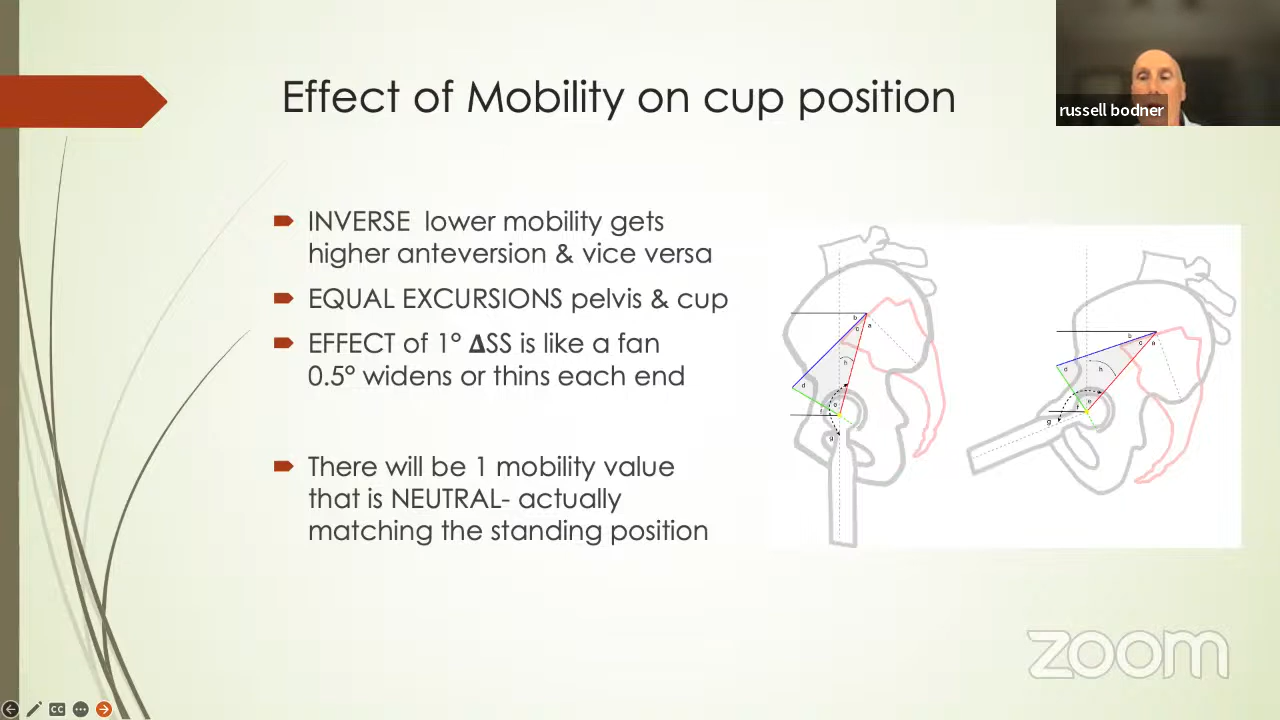 Effect of Mobility on cup position
russell bodner
INVERSE lower mobility gets
higher anteversion & vice versa
EQUAL EXCURSIONS pelvis & cup
EFFECT of 1° ΔSS is like a fan
0.5° widens or thins each end
There will be 1 mobility value
that is NEUTRAL- actually
matching the standing position
b
c
a
h
d
e
g
b
c
a
d
h
e
f
g
zoom
CC